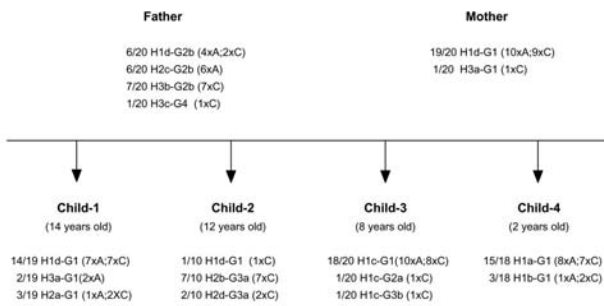 Father
Mother
6/20 H1d-G2b (4xA;2xC)
6/20 H2c-G2b (6xA)
7/20 H3b-G2b (7xC)
1/20 H3c-G4 (1xC)
19/20 H1d-G1 (10xA;9xC)
1/20 H3a-G1 (1xC)
Child-1
(14 years old)
14/19 H1d-G1 (7xA;7xC)
2/19 H3a-G1(2xA)
3/19 H2a-G1 (1xA;2XC)
Child-2
(12 years old)
1/10 H1d-G1 (1xC)
7/10 H2b-G3a (7xC)
2/10 H2d-G3a (2xC)
Child-3
(8 years old)
18/20 H1c-G1(10xA;8xC)
1/20 H1c-G2a (1xC)
1/20 H1c-G3b (1xC)
Child-4
(2 years old)
15/18 H1a-G1 (8xA;7xC)
3/18 H1b-G1 (1xA;2xC)